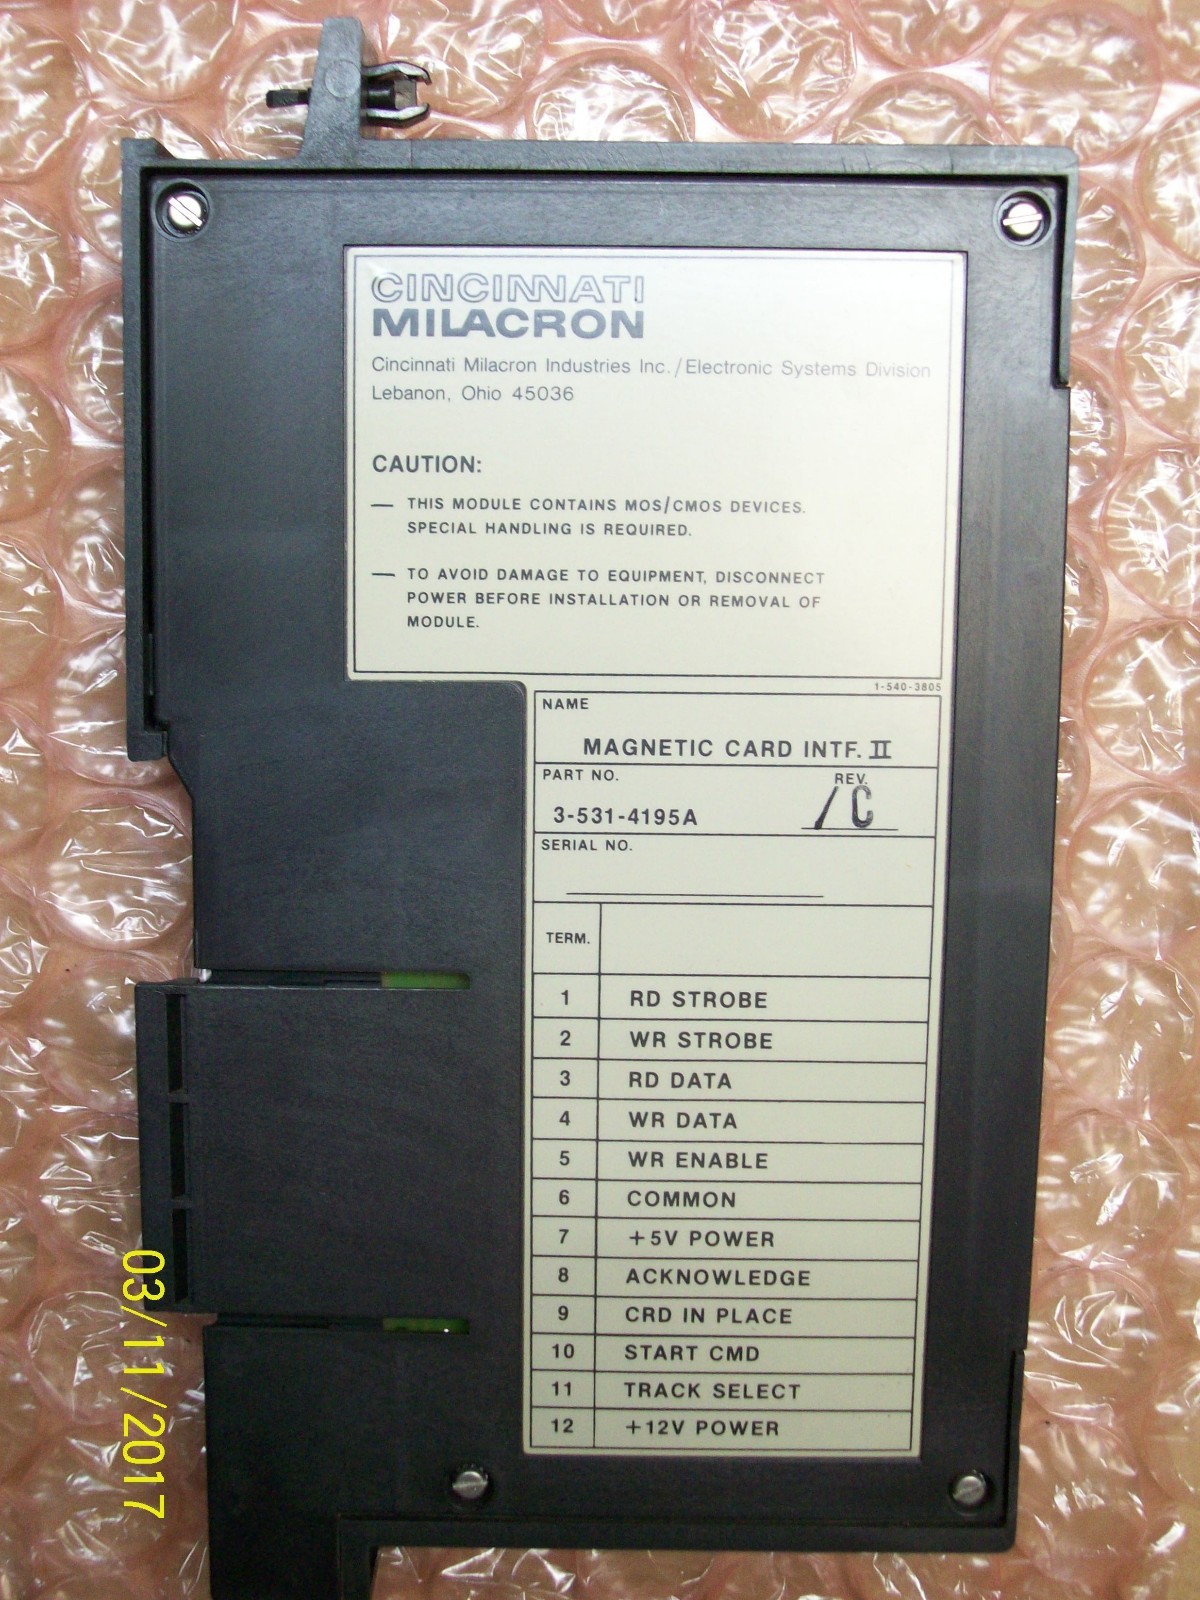 CINCINNATI
MILACRON
Cincinnati Milacron Industries Inc./Electronic Systems Division
Lebanon, Ohio 45036
CAUTION:
— THIS MODULE CONTAINS MOS/CMOS DEVICES.
SPECIAL HANDLING IS REQUIRED.
— TO AVOID DAMAGE TO EQUIPMENT, DISCONNECT
POWER BEFORE INSTALLATION OR REMOVAL OF
MODULE.
1-540-3805
NAME
MAGNETIC CARD INTF. II
PART NO. REV.
3-531-4195A /C
SERIAL NO.
TERM.
1 RD STROBE
2 WR STROBE
3 RD DATA
4 WR DATA
5 WR ENABLE
6 COMMON
7 +5V POWER
8 ACKNOWLEDGE
9 CRD IN PLACE
10 START CMD
11 TRACK SELECT
12 +12V POWER
03/11/2017